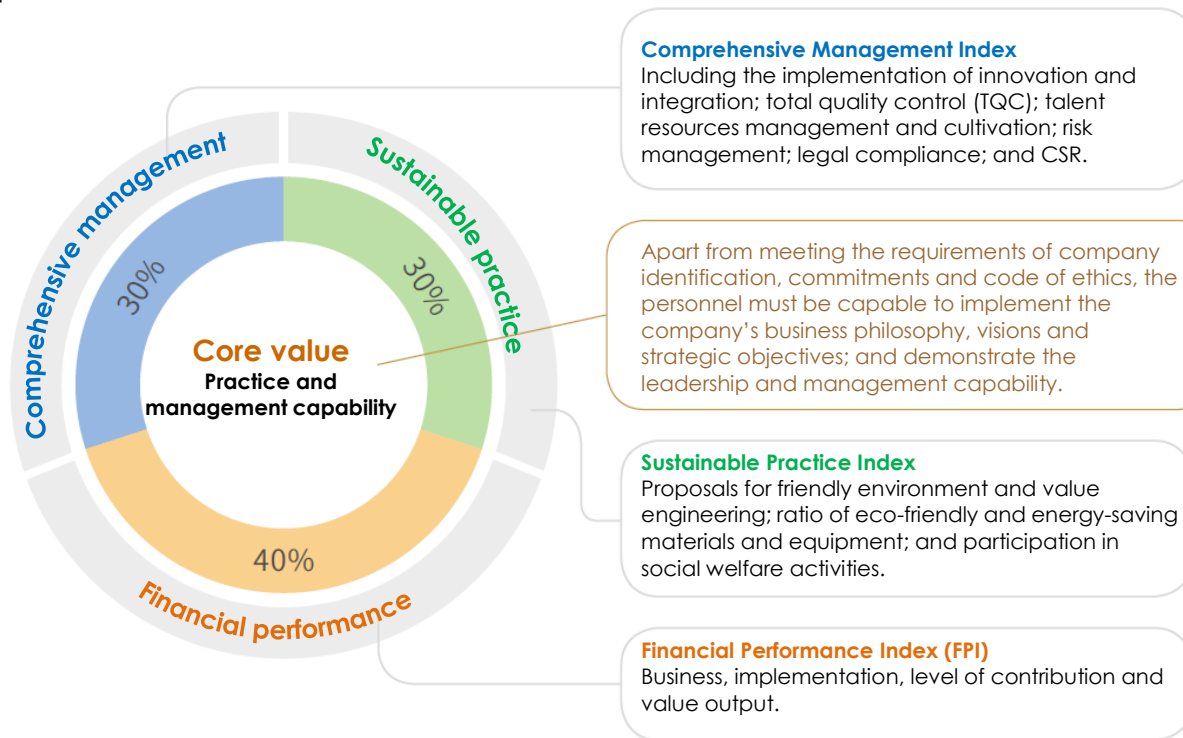 Comprehensive Management Index
Including the implementation of innovation and
integration; total quality control (TQC); talent
resources management and cultivation; risk
management; legal compliance; and CSR.
Comprehensive management
Sustainable practice
30%
30%
40%
Financial performance
Core value
Practice and
management capability
Apart from meeting the requirements of company
identification, commitments and code of ethics, the
personnel must be capable to implement the
company’s business philosophy, visions and
strategic objectives; and demonstrate the
leadership and management capability.
Sustainable Practice Index
Proposals for friendly environment and value
engineering; ratio of eco-friendly and energy-saving
materials and equipment; and participation in
social welfare activities.
Financial Performance Index (FPI)
Business, implementation, level of contribution and
value output.